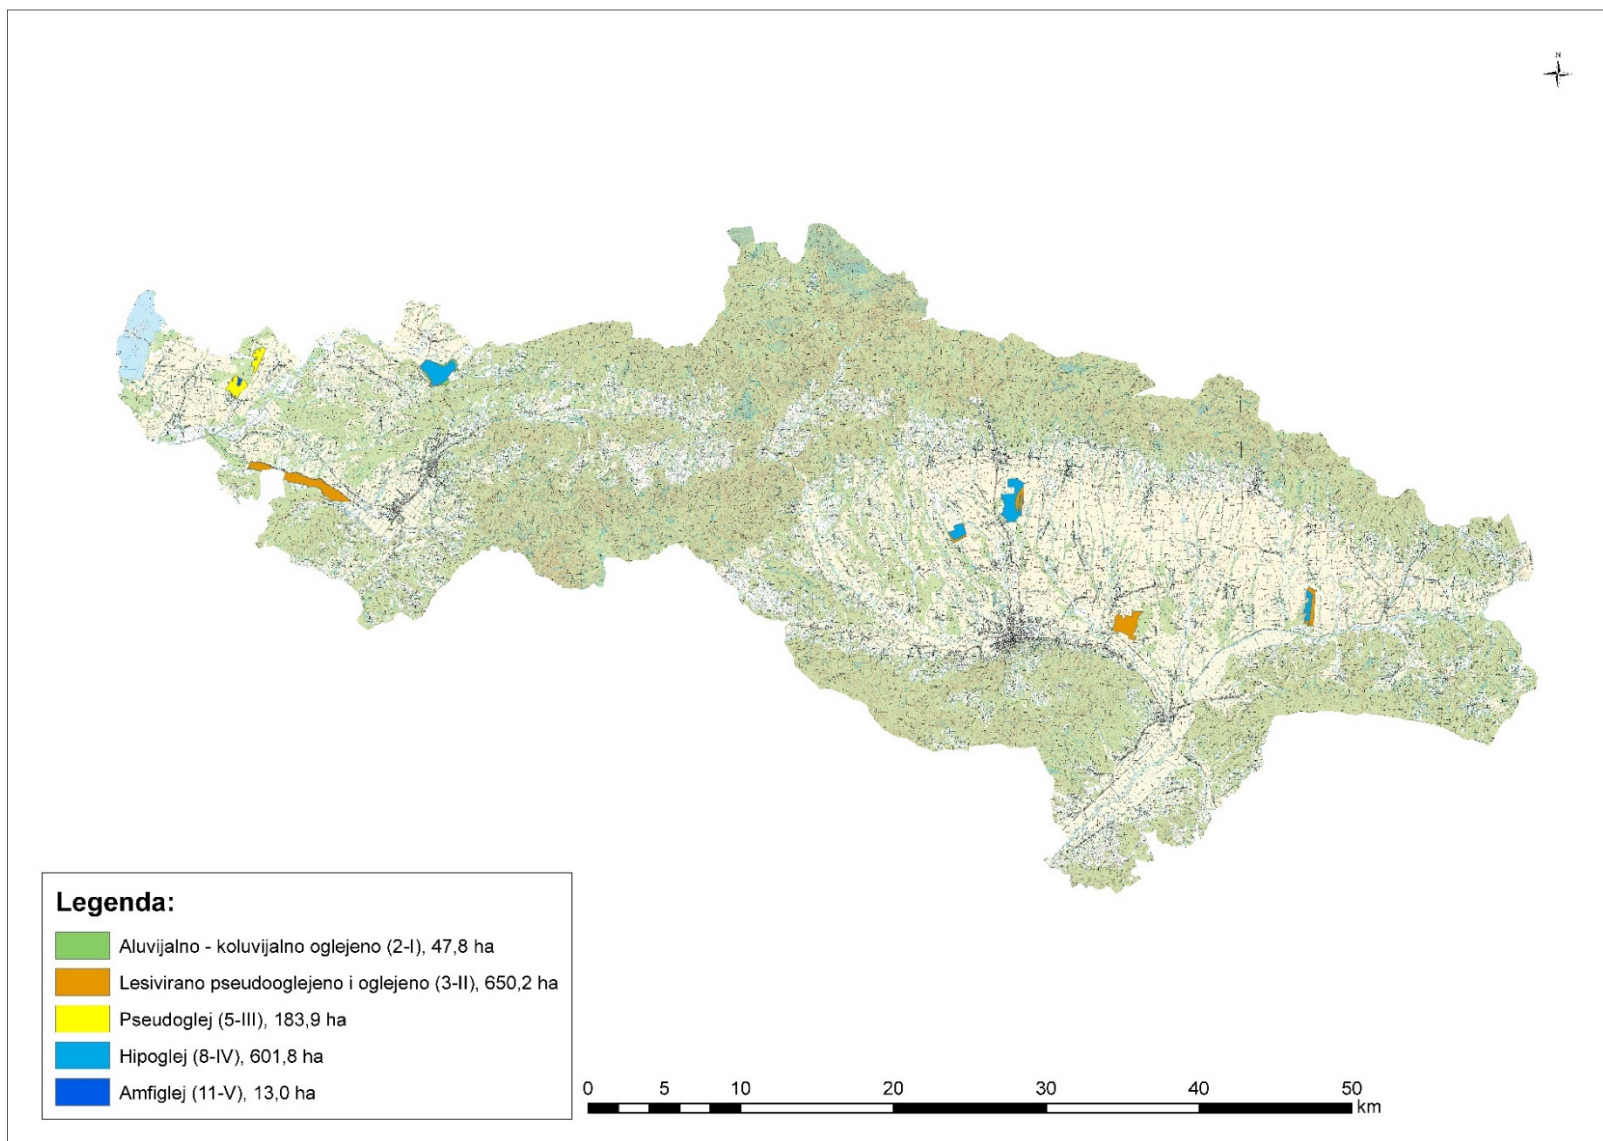 N
Legenda:
Aluvijalno - koluvijalno oglejeno (2-I), 47,8 ha
Lesivirano pseudooglejeno i oglejeno (3-II), 650,2 ha
Pseudoglej (5-III), 183,9 ha
Hipoglej (8-IV), 601,8 ha
Amfiglej (11-V), 13,0 ha
0 5 10 20 30 40 50
km